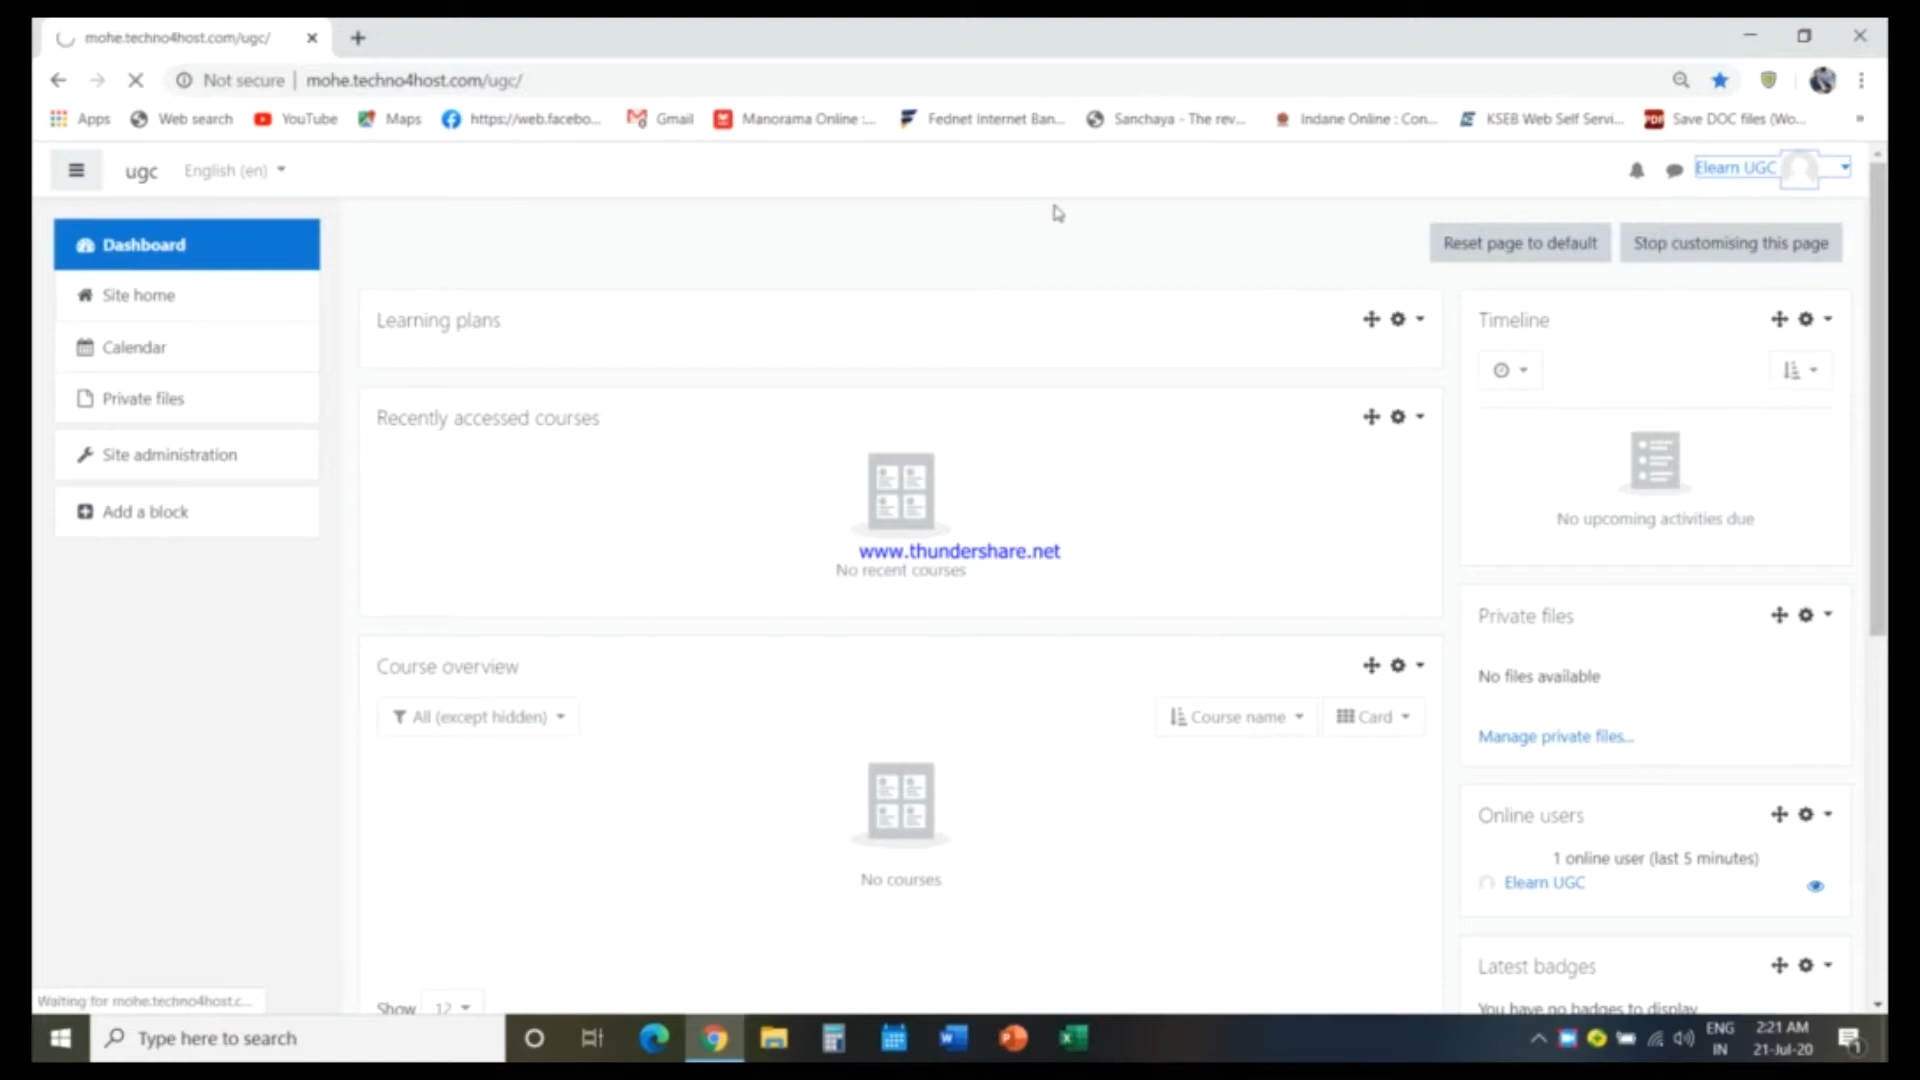 mohe.techno4host.com/ugc/
Not secure | mohe.techno4host.com/ugc/
Apps Web search YouTube Maps https://web.facebo... Gmail Manorama Online :... Fednet Internet Ban... Sanchaya - The rev... Indane Online : Con... KSEB Web Self Servi... PDF Save DOC files (Wo... »
ugc English (en) Elearn UGC
Dashboard
Reset page to default Stop customising this page
Site home
Calendar
Private files
Site administration
Add a block
Learning plans
Recently accessed courses
www.thundershare.net
No recent courses
Course overview
All (except hidden) Course name Card
No courses
Show 12
Timeline
No upcoming activities due
Private files
No files available
Manage private files...
Online users
1 online user (last 5 minutes)
Elearn UGC
Latest badges
You have no badges to display
Waiting for mohe.techno4host.c...
Type here to search
ENG
IN
2:21 AM
21-Jul-20
1